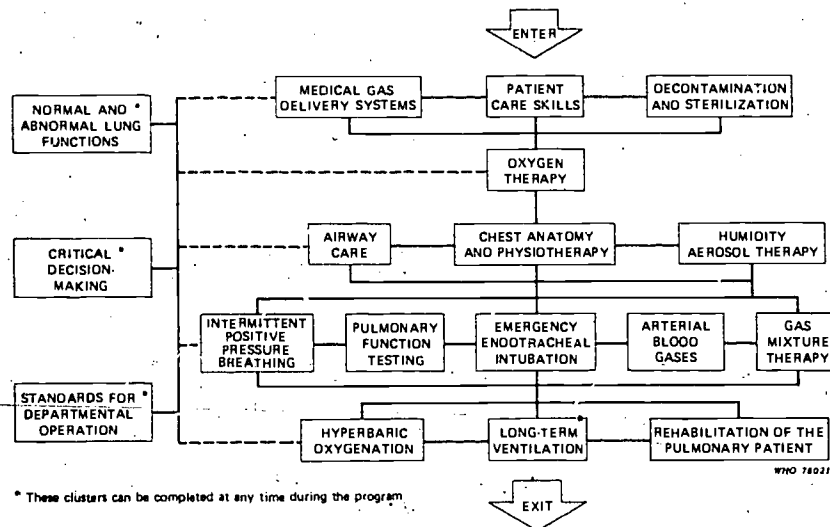 ENTER
MEDICAL GAS
DELIVERY SYSTEMS
PATIENT
CARE SKILLS
DECONTAMINATION
AND STERILIZATION
NORMAL AND *
ABNORMAL LUNG
FUNCTIONS
OXYGEN
THERAPY
CRITICAL *
DECISION-
MAKING
AIRWAY
CARE
CHEST ANATOMY
AND PHYSIOTHERAPY
HUMIDITY
AEROSOL THERAPY
INTERMITTENT
POSITIVE
PRESSURE
BREATHING
PULMONARY
FUNCTION
TESTING
EMERGENCY
ENDOTRACHEAL
INTUBATION
ARTERIAL
BLOOD
GASES
GAS
MIXTURE
THERAPY
STANDARDS FOR *
DEPARTMENTAL
OPERATION
HYPERBARIC
OXYGENATION
LONG-TERM *
VENTILATION
REHABILITATION OF THE
PULMONARY PATIENT
WHO 78021
* These clusters can be completed at any time during the program
EXIT